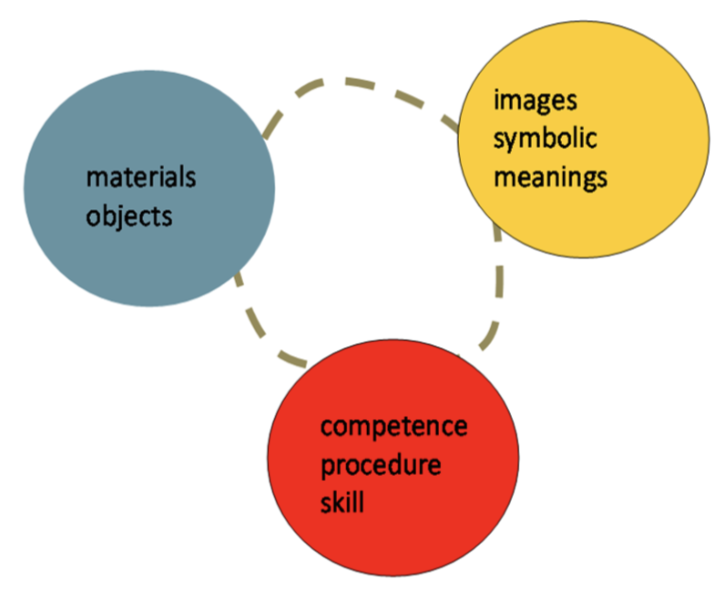 materials
objects
images
symbolic
meanings
competence
procedure
skill